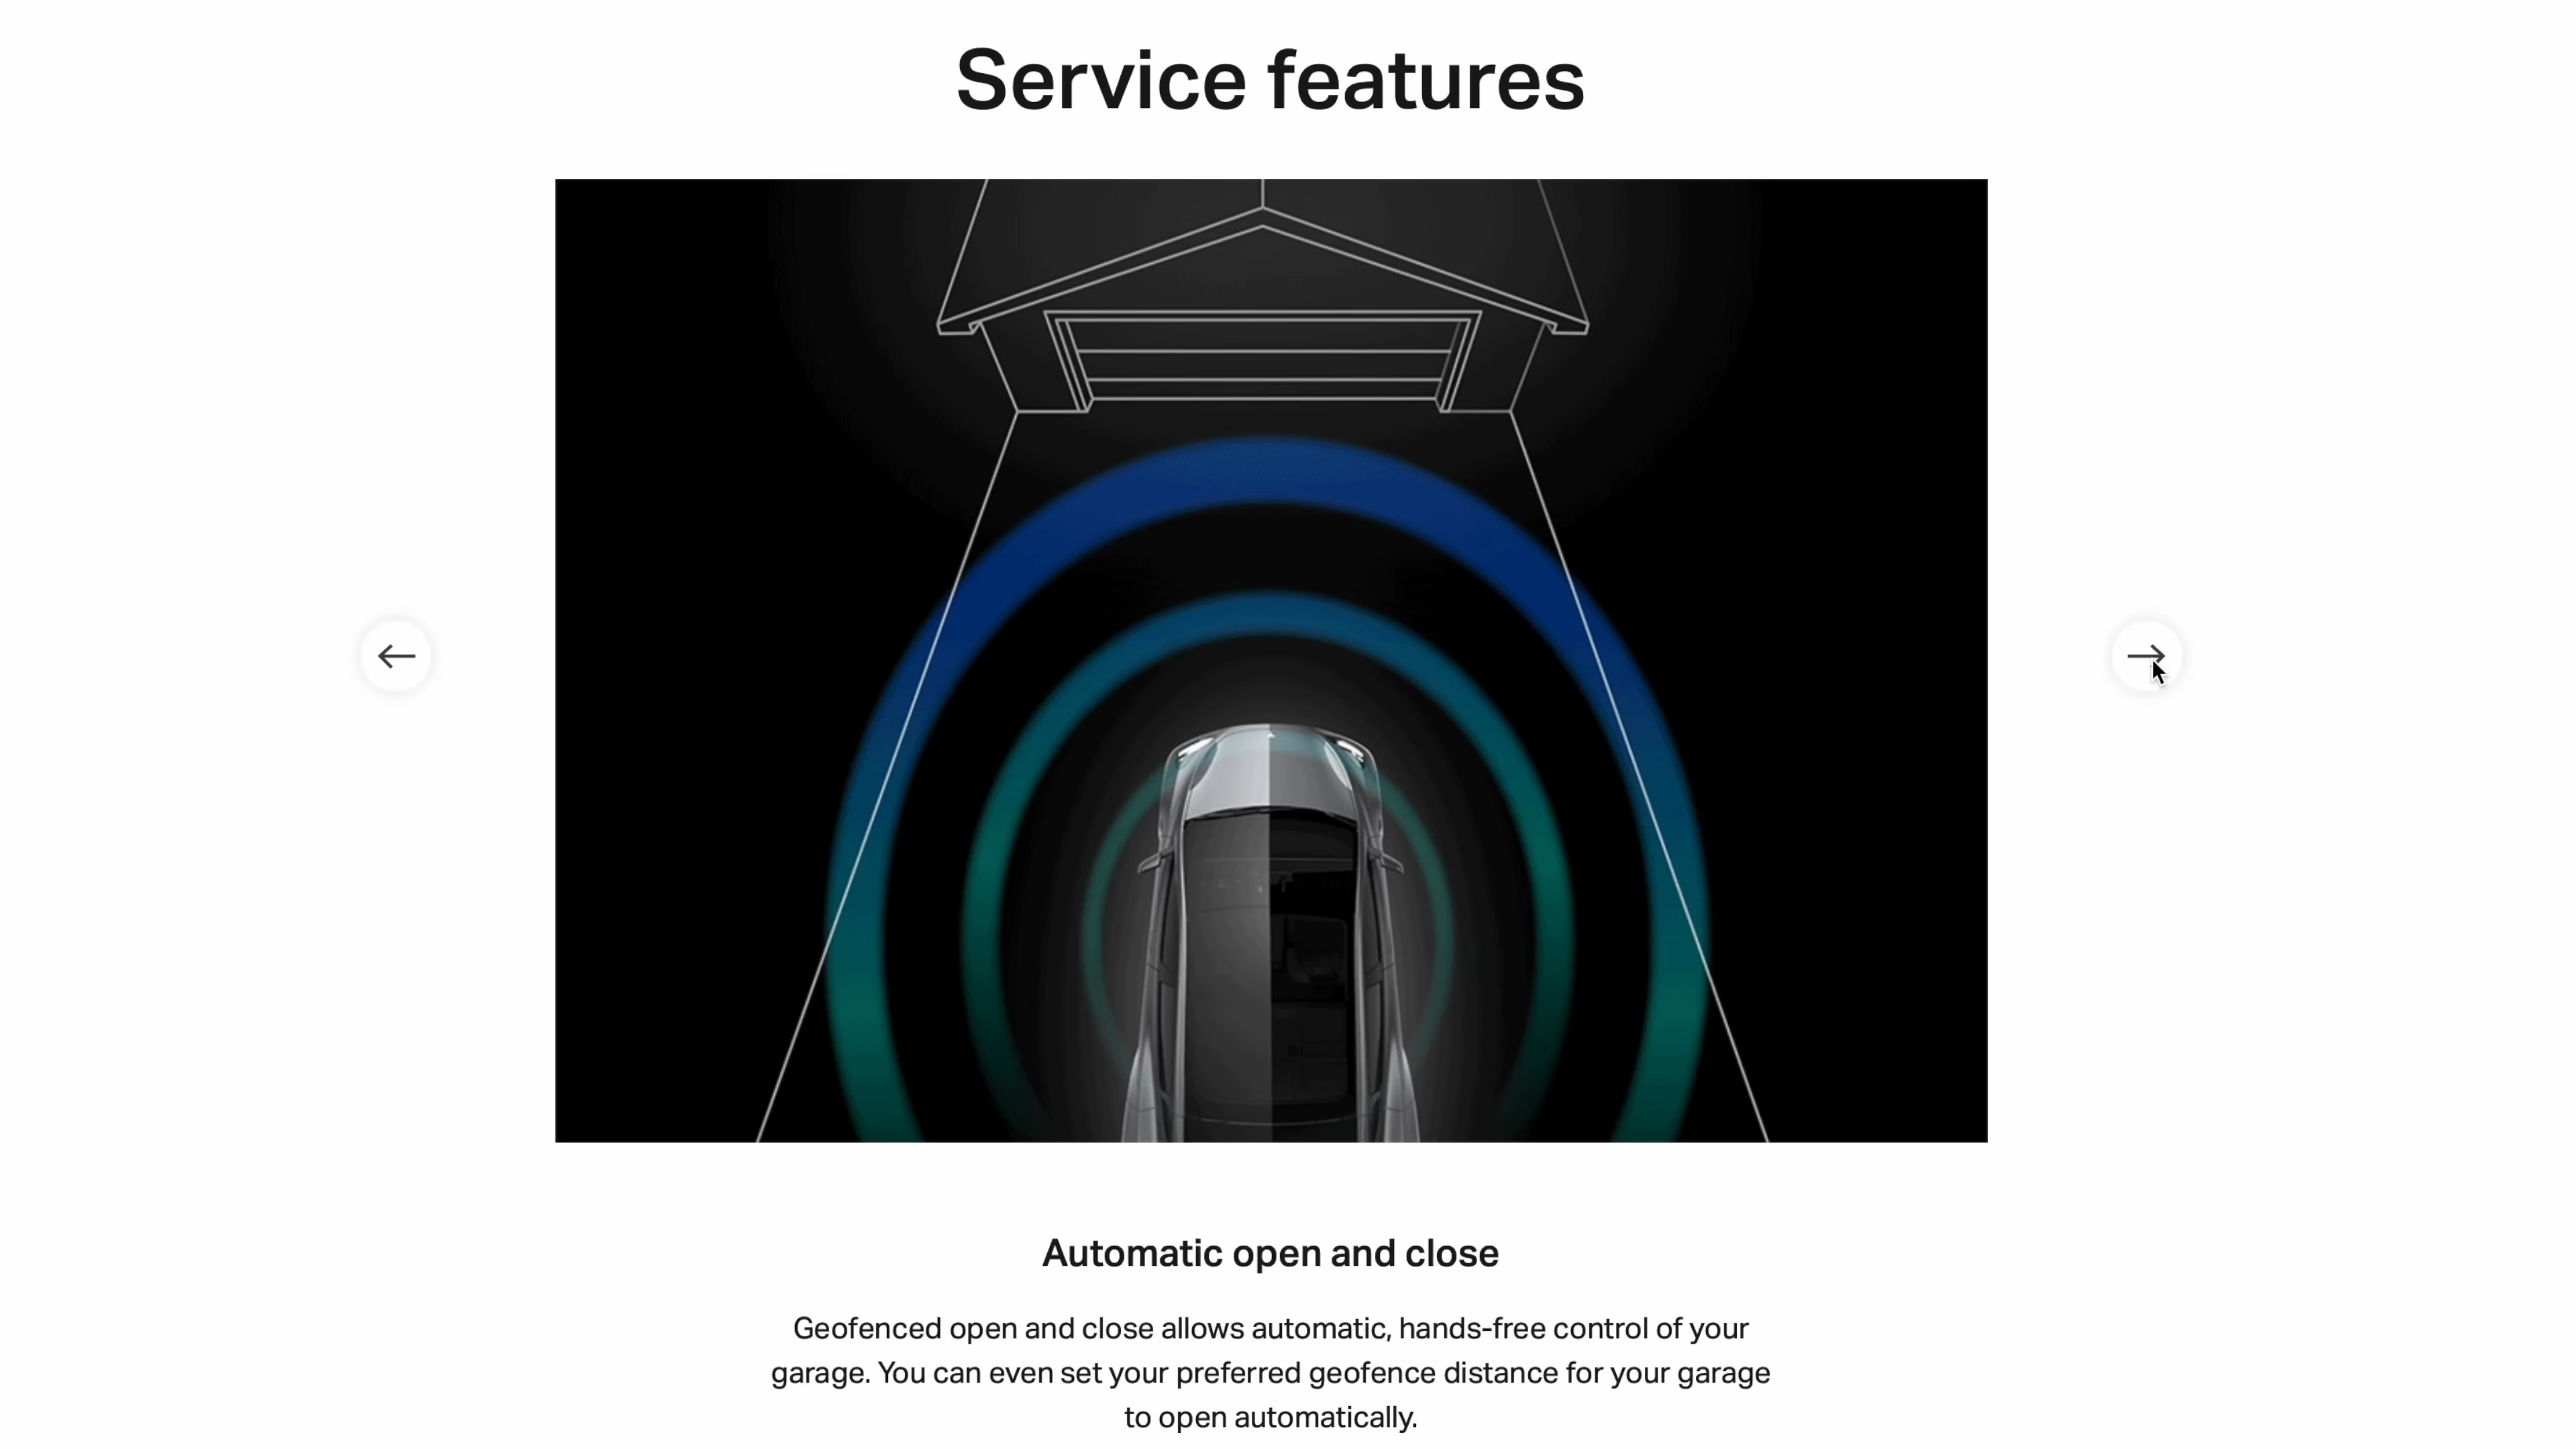 Service features
Automatic open and close
Geofenced open and close allows automatic, hands-free control of your
garage. You can even set your preferred geofence distance for your garage
to open automatically.